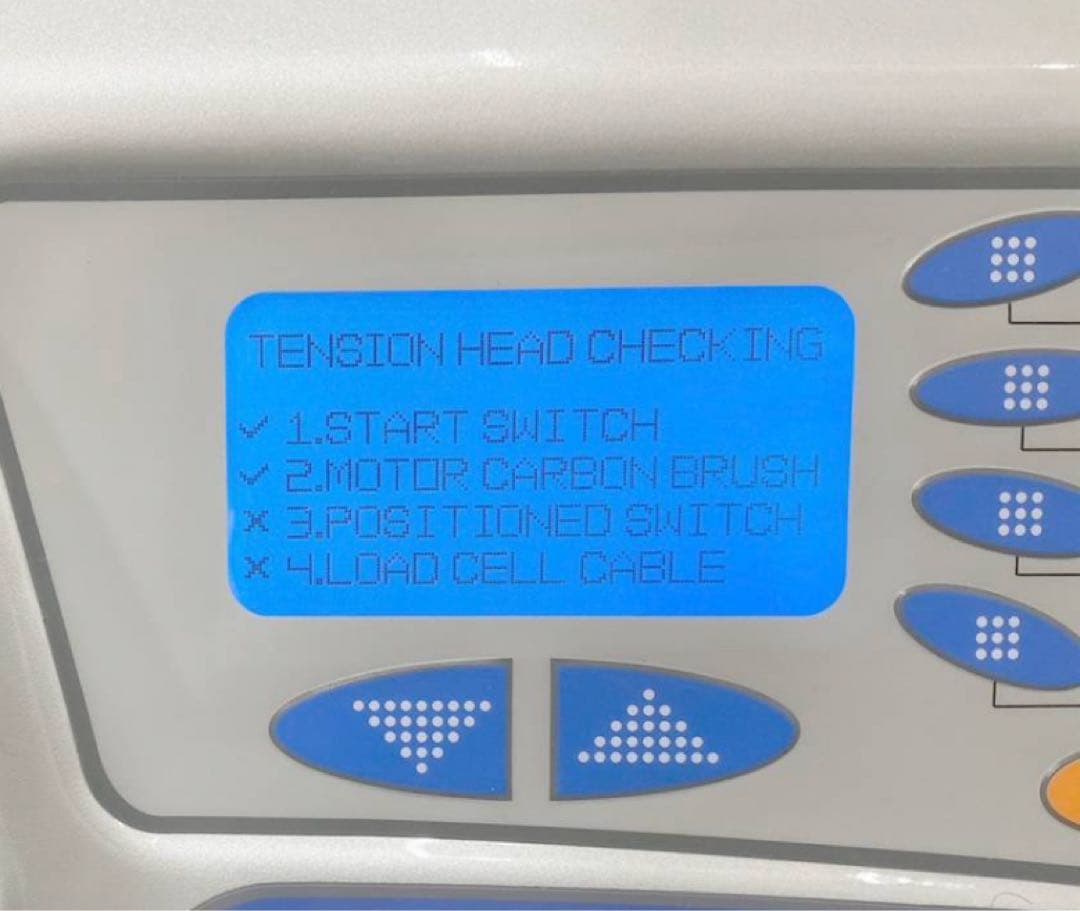 TENSION HEAD CHECKING
✓ 1.START SWITCH
✓ 2.MOTOR CARBON BRUSH
× 3.POSITIONED SWITCH
× 4.LOAD CELL CABLE